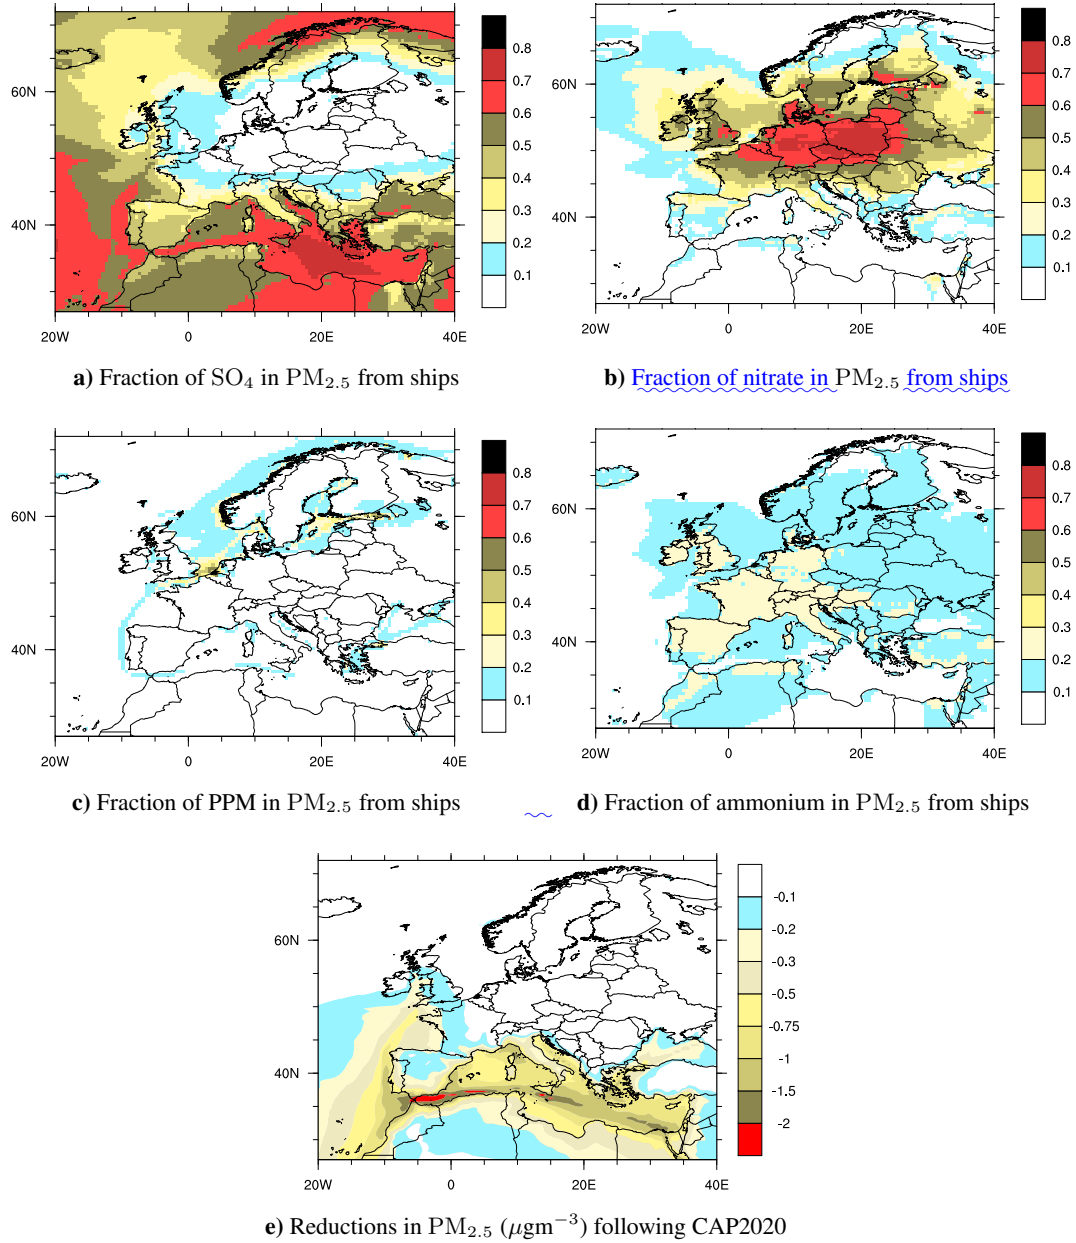 60N
40N
20W
0
20E
40E
0.8
0.7
0.6
0.5
0.4
0.3
0.2
0.1
a) Fraction of SO₄ in PM₂.₅ from ships
60N
40N
20W
0
20E
40E
0.8
0.7
0.6
0.5
0.4
0.3
0.2
0.1
b) Fraction of nitrate in PM₂.₅ from ships
60N
40N
20W
0
20E
40E
0.8
0.7
0.6
0.5
0.4
0.3
0.2
0.1
c) Fraction of PPM in PM₂.₅ from ships
60N
40N
20W
0
20E
40E
0.8
0.7
0.6
0.5
0.4
0.3
0.2
0.1
d) Fraction of ammonium in PM₂.₅ from ships
60N
40N
20W
0
20E
40E
-0.1
-0.2
-0.3
-0.5
-0.75
-1
-1.5
-2
e) Reductions in PM₂.₅ (μgm⁻³) following CAP2020